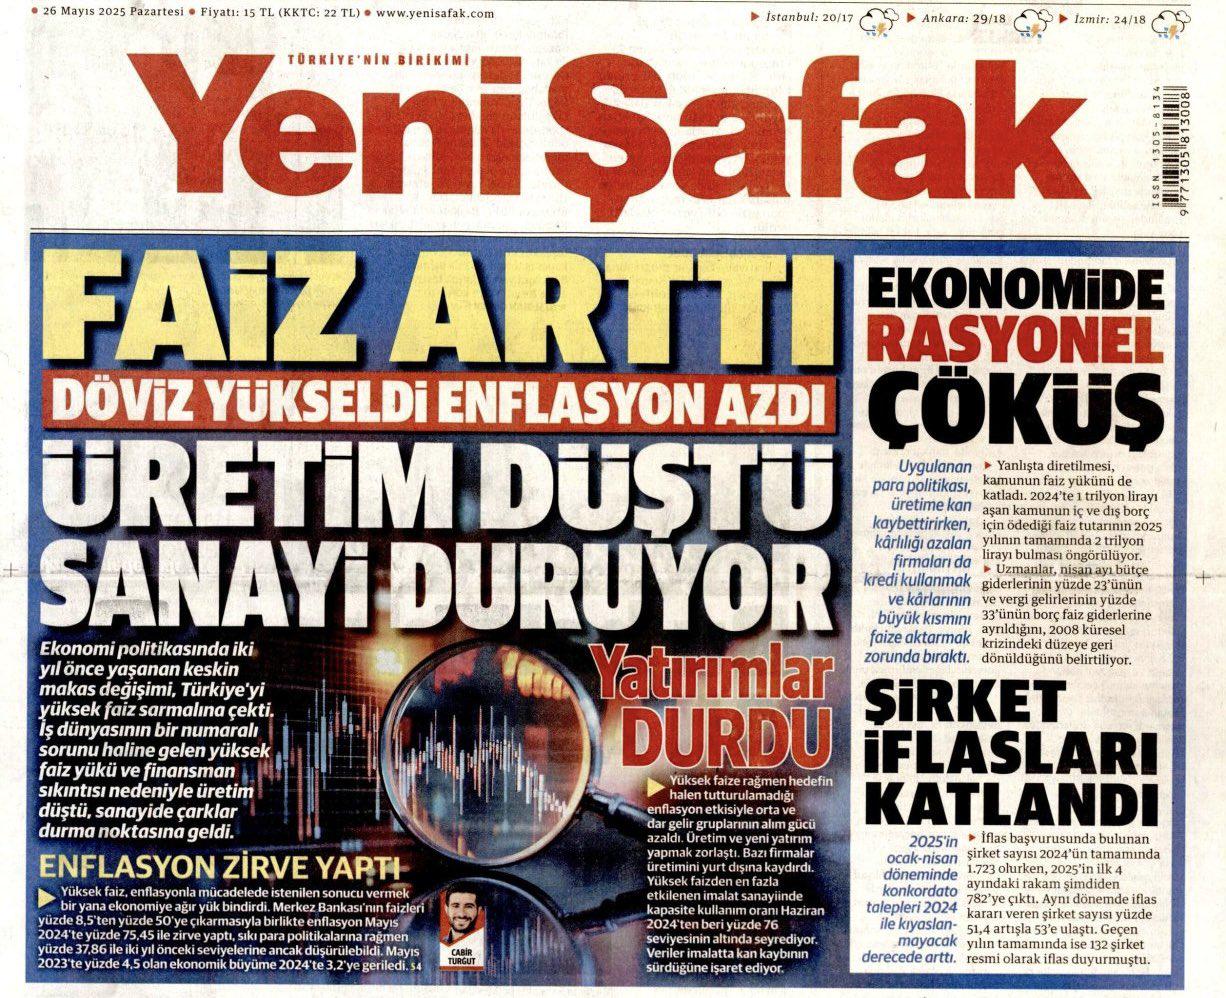 • 26 Mayıs 2025 Pazartesi • Fiyatı: 15 TL (KKTC: 22 TL) • www.yenisafak.com
İstanbul: 20/17
Ankara: 29/18
İzmir: 24/18
TÜRKİYE'NİN BİRİKİMİ
Yeni Şafak
ISSN 1305-8134
9 771305 813008
FAİZ ARTTI
DÖVİZ YÜKSELDİ ENFLASYON AZDI
ÜRETİM DÜŞTÜ
SANAYİ DURUYOR
Ekonomi politikasında iki
yıl önce yaşanan keskin
makas değişimi, Türkiye'yi
yüksek faiz sarmalına çekti.
İş dünyasının bir numaralı
sorunu haline gelen yüksek
faiz yükü ve finansman
sıkıntısı nedeniyle üretim
düştü, sanayide çarklar
durma noktasına geldi.
ENFLASYON ZİRVE YAPTI
Yüksek faiz, enflasyonla mücadelede istenilen sonucu vermek
bir yana ekonomiye ağır yük bindirdi. Merkez Bankası'nın faizleri
yüzde 8,5'ten yüzde 50'ye çıkarmasıyla birlikte enflasyon Mayıs
2024'te yüzde 75,45 ile zirve yaptı, sıkı para politikalarına rağmen
yüzde 37,86 ile iki yıl önceki seviyelerine ancak düşürülebildi. Mayıs
2023'te yüzde 4,5 olan ekonomik büyüme 2024'te 3,2'ye geriledi. S4
CABİR
TURGUT
Yatırımlar
DURDU
Yüksek faize rağmen hedefin
halen tutturulamadığı
enflasyon etkisiyle orta ve
dar gelir gruplarının alım gücü
azaldı. Üretim ve yeni yatırım
yapmak zorlaştı. Bazı firmalar
üretimini yurt dışına kaydırdı.
Yüksek faizden en fazla
etkilenen imalat sanayiinde
kapasite kullanım oranı Haziran
2024'ten beri yüzde 76
seviyesinin altında seyrediyor.
Veriler imalatta kan kaybının
sürdüğüne işaret ediyor.
EKONOMİDE
RASYONEL
ÇÖKÜŞ
Uygulanan
para politikası,
üretime kan
kaybettirirken,
kârlılığı azalan
firmaları da
kredi kullanmak
ve kârlarının
büyük kısmını
faize aktarmak
zorunda bıraktı.
Yanlışta diretilmesi,
kamunun faiz yükünü de
katladı. 2024'te 1 trilyon lirayı
aşan kamunun iç ve dış borç
için ödediği faiz tutarının 2025
yılının tamamında 2 trilyon
lirayı bulması öngörülüyor.
Uzmanlar, nisan ayı bütçe
giderlerinin yüzde 23'ünün
ve vergi gelirlerinin yüzde
33'ünün borç faiz giderlerine
ayrıldığını, 2008 küresel
krizindeki düzeye geri
dönüldüğünü belirtiliyor.
ŞİRKET
İFLASLARI
KATLANDI
2025'in
ocak-nisan
döneminde
konkordato
talepleri 2024
ile kıyaslan-
mayacak
derecede arttı.
İflas başvurusunda bulunan
şirket sayısı 2024'ün tamamında
1.723 olurken, 2025'in ilk 4
ayındaki rakam şimdiden
782'ye çıktı. Aynı dönemde iflas
kararı veren şirket sayısı yüzde
51,4 artışla 53'e ulaştı. Geçen
yılın tamamında ise 132 şirket
resmi olarak iflas duyurmuştu.